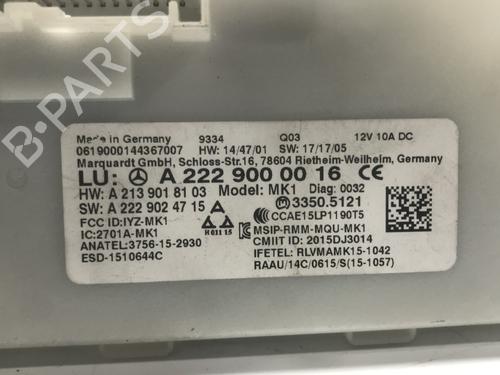 Made in Germany 9334 Q03 12V 10A DC
0619000144367007 HW: 14/47/01 SW: 17/17/05
Marquardt GmbH, Schloss-Str.16, 78604 Rietheim-Weilheim, Germany
LU: A 222 900 00 16 CE
HW: A 213 901 81 03 Model: MK1 Diag: 0032
SW: A 222 902 47 15 A 03350.5121
FCC ID:IYZ-MK1 H 011 15 CCAE15LP1190T5
IC:2701A-MK1 MSIP-RMM-MQU-MK1
ANATEL:3756-15-2930 CMIIT ID: 2015DJ3014
ESD-1510644C IFETEL: RLVMAMK15-1042
RAAU/14C/0615/S(15-1057)
B-PARTS